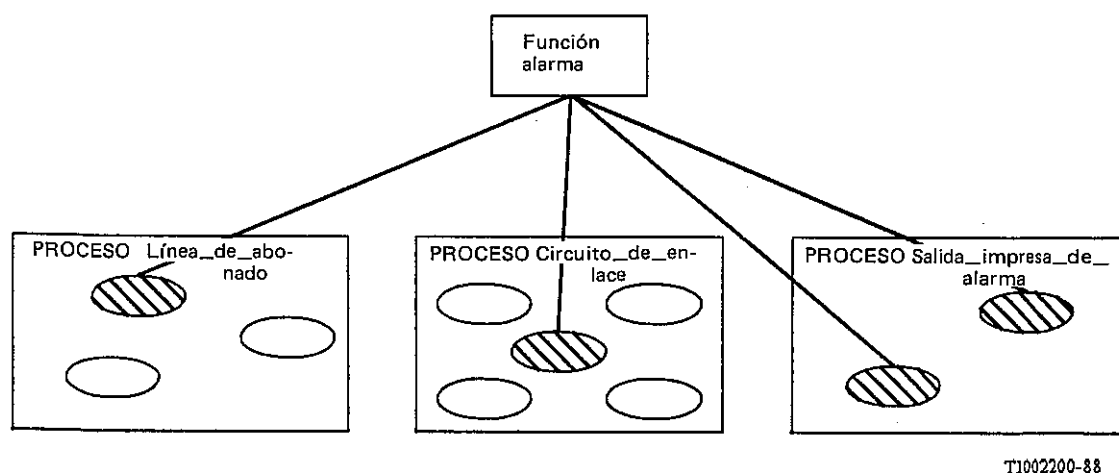 Función
alarma
PROCESO Línea_de_abo-
nado
PROCESO Circuito_de_en-
lace
PROCESO Salida_impresa_de_
alarma
T1002200-88